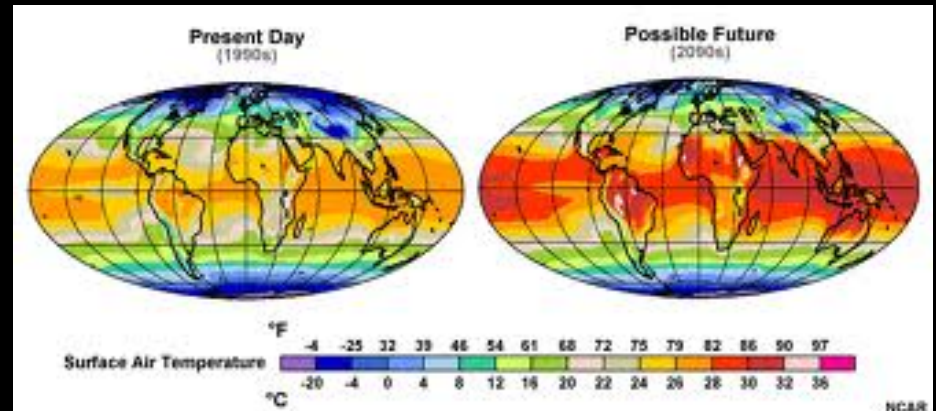 Present Day
(1990s)
Possible Future
(2090s)
°F
-4 -25 32 39 46 54 61 68 72 75 79 82 86 90 97
Surface Air Temperature
-20 -4 0 4 8 12 16 20 22 24 26 28 30 32 36
°C
NCAR